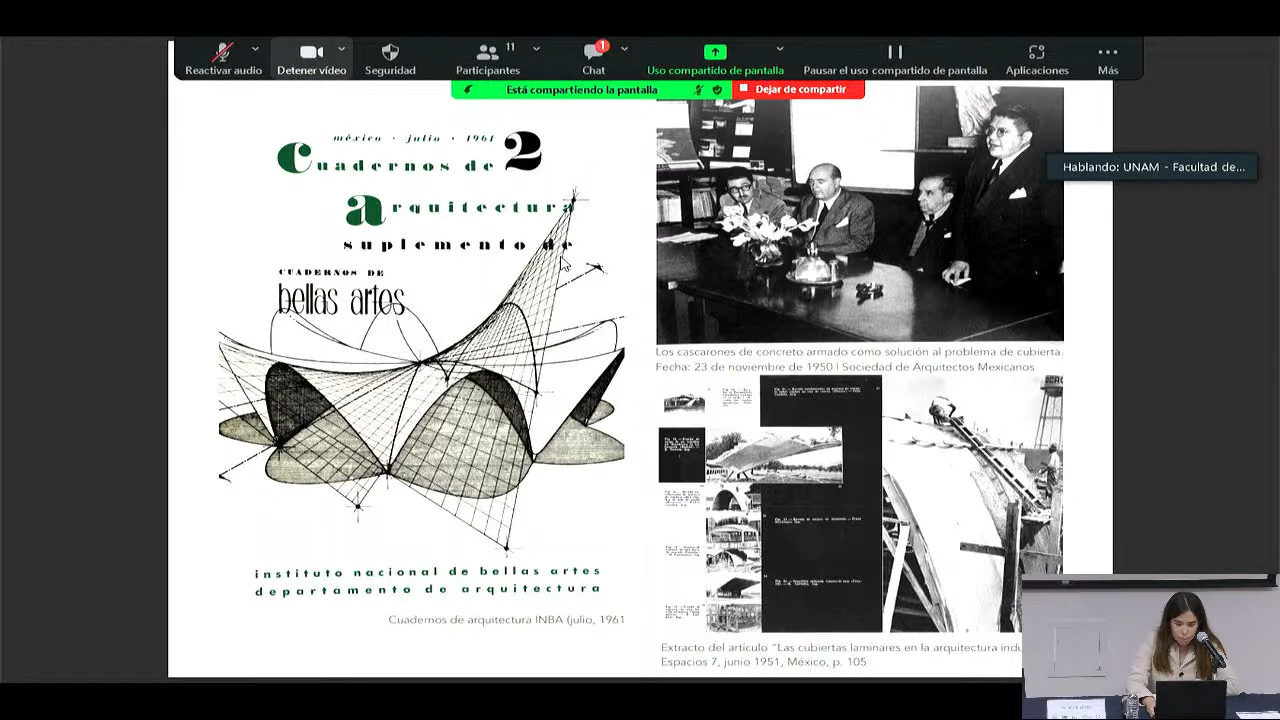 Reactivar audio
Detener vídeo
Seguridad
Participantes
11
Chat
1
Uso compartido de pantalla
Pausar el uso compartido de pantalla
Aplicaciones
Más
Está compartiendo la pantalla
Dejar de compartir
Hablando: UNAM - Facultad de...
méxico · julio · 1961
Cuadernos de 2
arquitectura
suplemento de
CUADERNOS DE
bellas artes
instituto nacional de bellas artes
departamento de arquitectura
Cuadernos de arquitectura INBA (julio, 1961
Los cascarones de concreto armado como solución al problema de cubierta.
Fecha: 23 de noviembre de 1950 | Sociedad de Arquitectos Mexicanos
Extracto del artículo "Las cubiertas laminares en la arquitectura indu
Espacios 7, junio 1951, México, p. 105